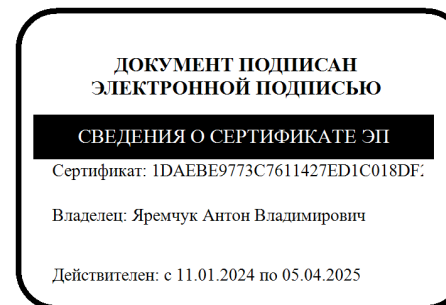 ДОКУМЕНТ ПОДПИСАН
ЭЛЕКТРОННОЙ ПОДПИСЬЮ
СВЕДЕНИЯ О СЕРТИФИКАТЕ ЭП
Сертификат: 1DAEBE9773C7611427ED1C018DF
Владелец: Яремчук Антон Владимирович
Действителен: с 11.01.2024 по 05.04.2025